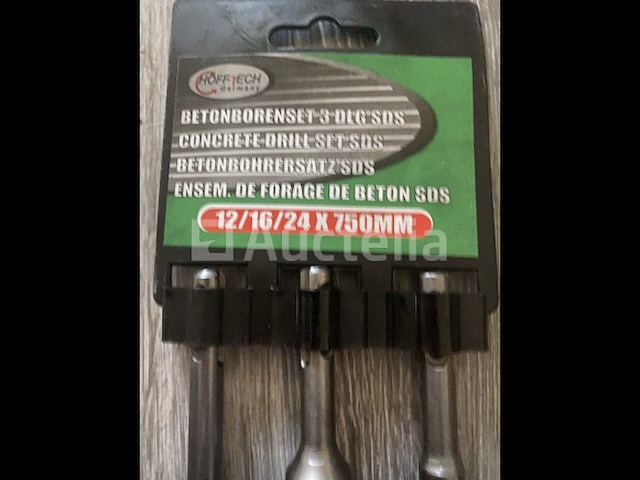 HOFFTECH
Germany
BETONBORENSET 3-DLG SDS
CONCRETE DRILL SET SDS
BETONBOHRERSATZ SDS
ENSEM. DE FORAGE DE BETON SDS
12/16/24 X 750MM
Auctelia